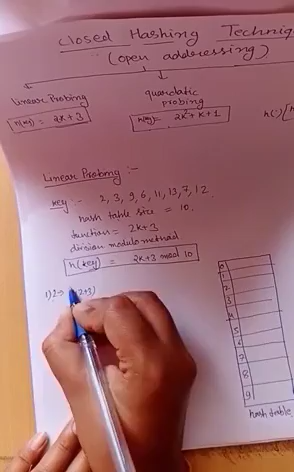 Closed Hashing Techniq
(open addressing)
Linear Probing
quadatic
probing
h(key) = 2k+3
h(key) = 2k²+k+1
h(')[
Linear Probing :-
key :- 2, 3, 9, 6, 11, 13, 7, 12.
hash table size = 10.
function = 2k+3
division modulo method
h(key) = 2k+3 mod 10
1) 2 → 2+3)
0
1
2
3
4
5
6
7
8
9
hash table